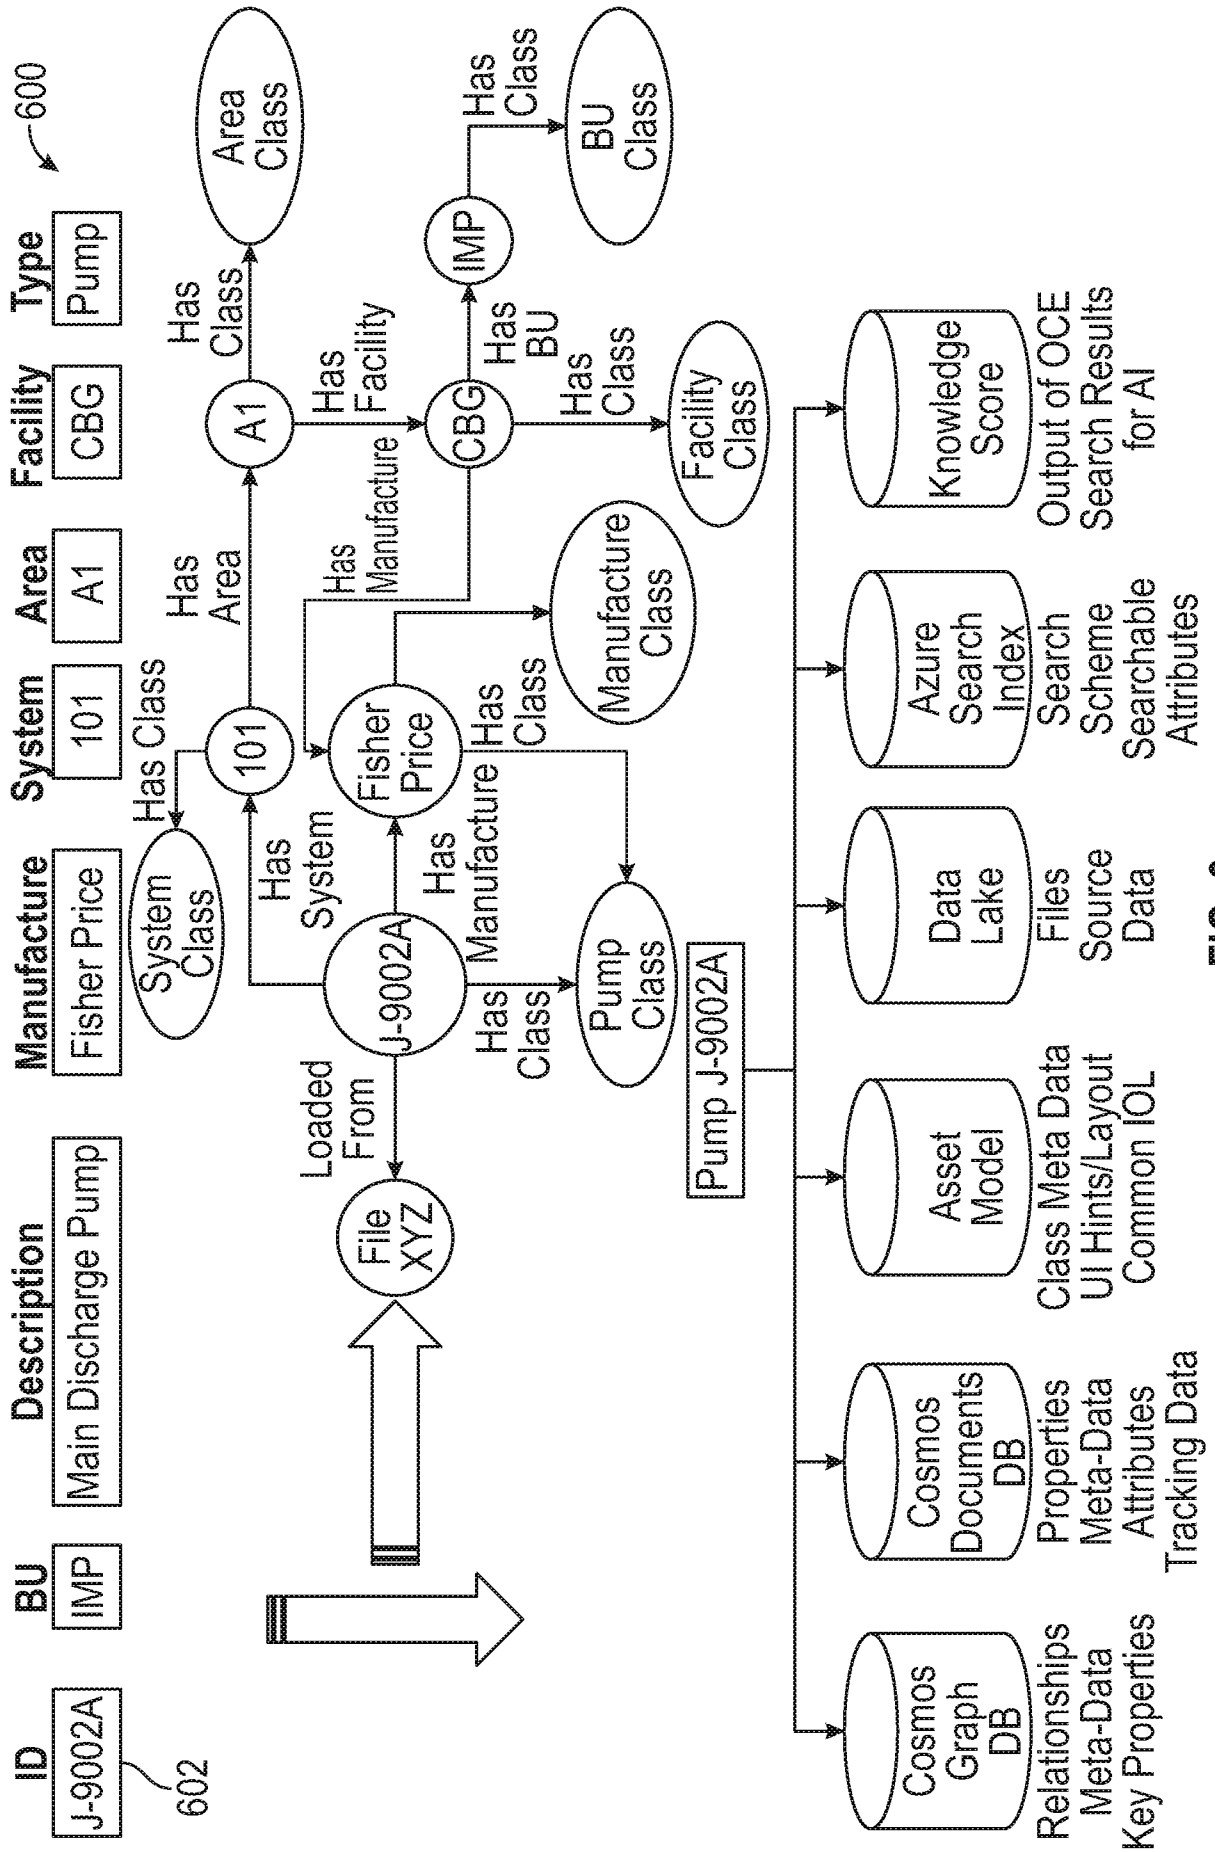 600
ID
BU
Description
Manufacture
System
Area
Facility
Type
J-9002A
IMP
Main Discharge Pump
Fisher Price
101
A1
CBG
Pump
602
System
Class
Has Class
Has
System
101
Has
Area
A1
Has
Class
Area
Class
File
XYZ
Loaded
From
J-9002A
Has
Manufacture
Fisher
Price
Has
Manufacture
Has
Facility
CBG
Has
BU
IMP
Has
Class
BU
Class
Has
Class
Pump
Class
Has
Class
Manufacture
Class
Has
Class
Facility
Class
Pump J-9002A
Cosmos
Graph
DB
Relationships
Meta-Data
Key Properties
Cosmos
Documents
DB
Properties
Meta-Data
Attributes
Tracking Data
Asset
Model
Class Meta Data
UI Hints/Layout
Common IOL
Data
Lake
Files
Source
Data
Azure
Search
Index
Search
Scheme
Searchable
Attributes
Knowledge
Score
Output of OCE
Search Results
for AI